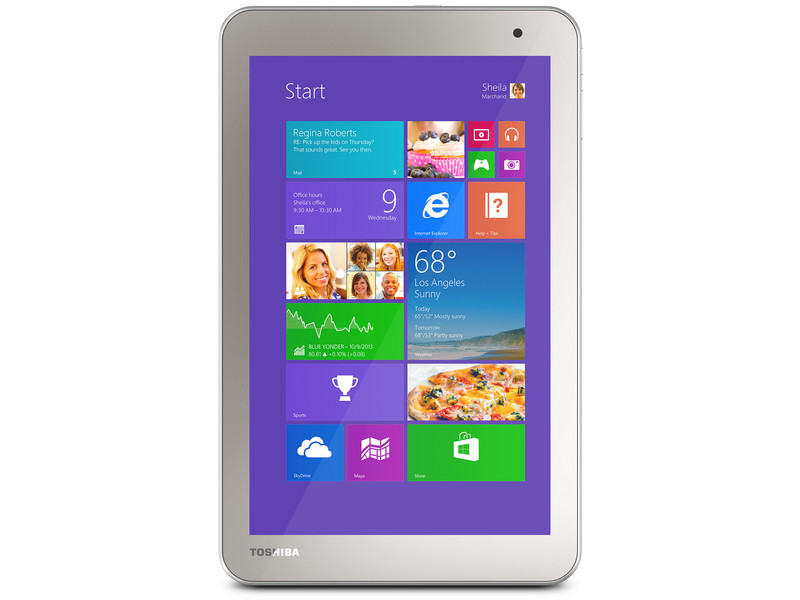 Start
Sheila
Marchand
Regina Roberts
RE: Pick up the kids on Thursday?
That sounds great. See you then.
Mail
5
Office hours
Sheila's office
9:30 AM – 10:30 AM
9
Wednesday
Internet Explorer
Help + Tips
68°
Los Angeles
Sunny
Today
65°/52° Mostly sunny
Tomorrow
68°/53° Partly sunny
Weather
BLUE YONDER – 10/9/2013
80.81 ▲ +0.10% (+0.08)
Sports
SkyDrive
Maps
Store
TOSHIBA